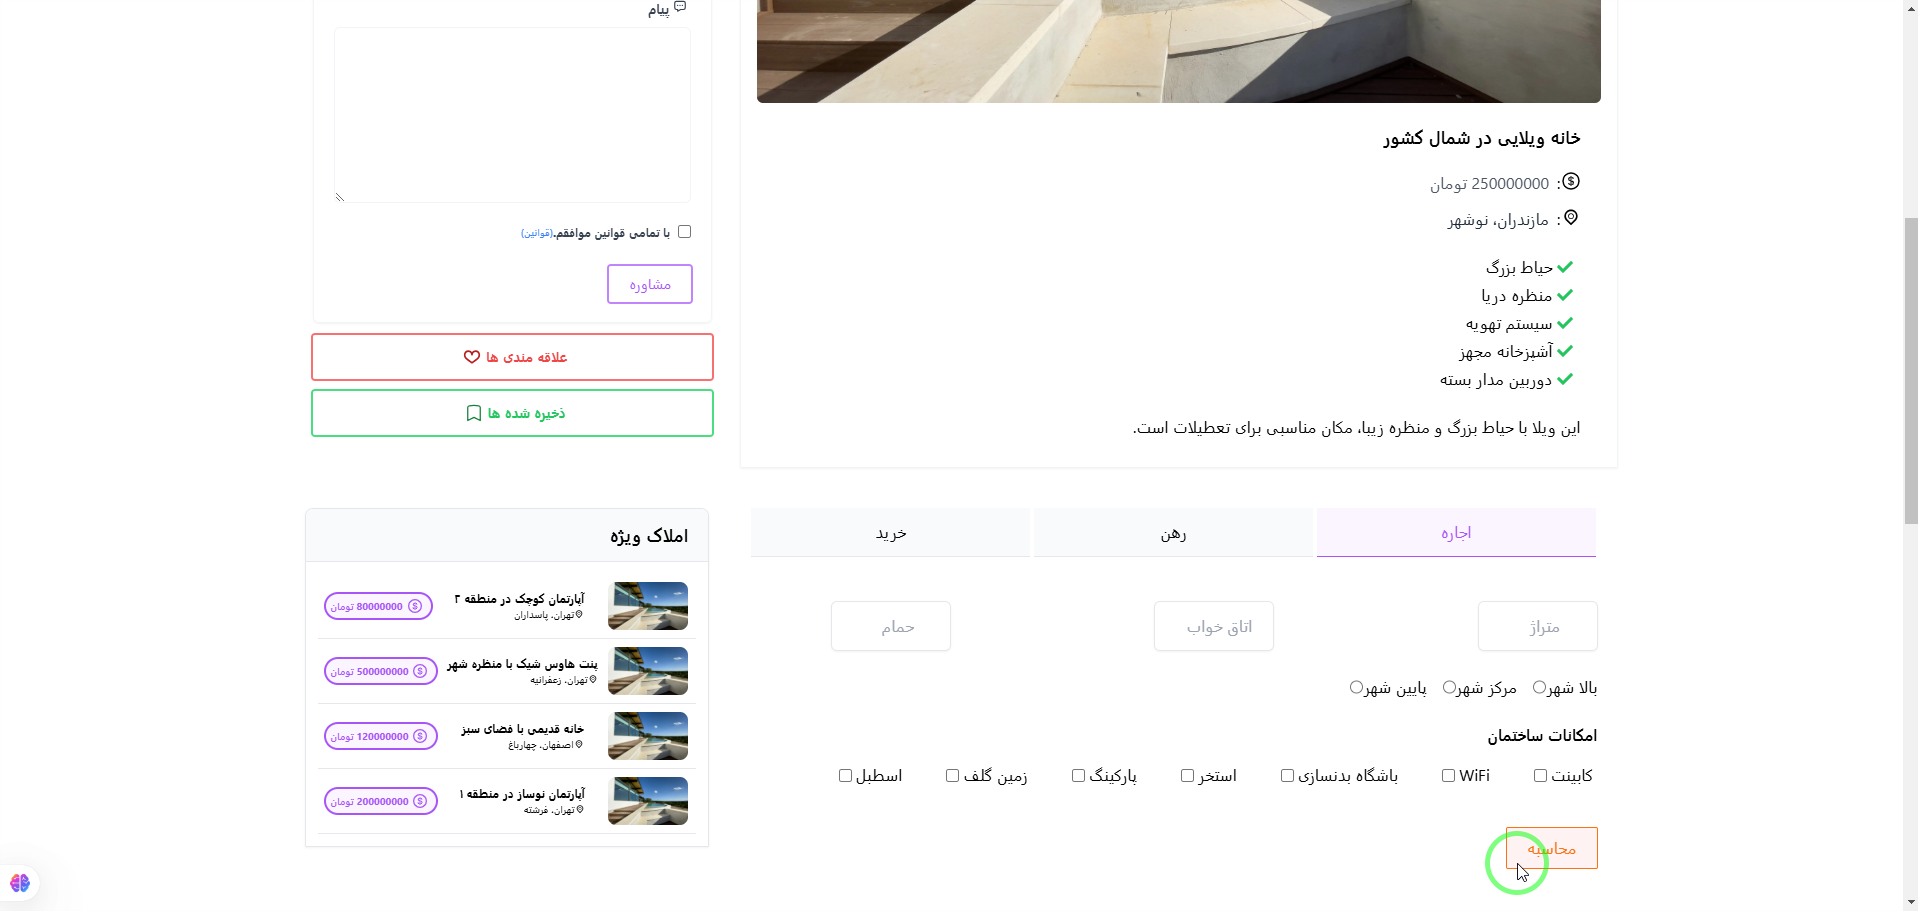 پیام
با تمامی قوانین موافقم.(قوانین)
مشاوره
علاقه مندی ها
ذخیره شده ها
خانه ویلایی در شمال کشور
: 250000000 تومان
: مازندران، نوشهر
حیاط بزرگ
منظره دریا
سیستم تهویه
آشپزخانه مجهز
دوربین مدار بسته
این ویلا با حیاط بزرگ و منظره زیبا، مکان مناسبی برای تعطیلات است.
اجاره
رهن
خرید
متراژ
اتاق خواب
حمام
بالا شهر
مرکز شهر
پایین شهر
امکانات ساختمان
کابینت
WiFi
باشگاه بدنسازی
استخر
پارکینگ
زمین گلف
اسطبل
محاسبه
املاک ویژه
آپارتمان کوچک در منطقه ۲
تهران، پاسداران
80000000 تومان
پنت هاوس شیک با منظره شهر
تهران، زعفرانیه
500000000 تومان
خانه قدیمی با فضای سبز
اصفهان، چهارباغ
120000000 تومان
آپارتمان نوساز در منطقه ۱
تهران، فرشته
200000000 تومان